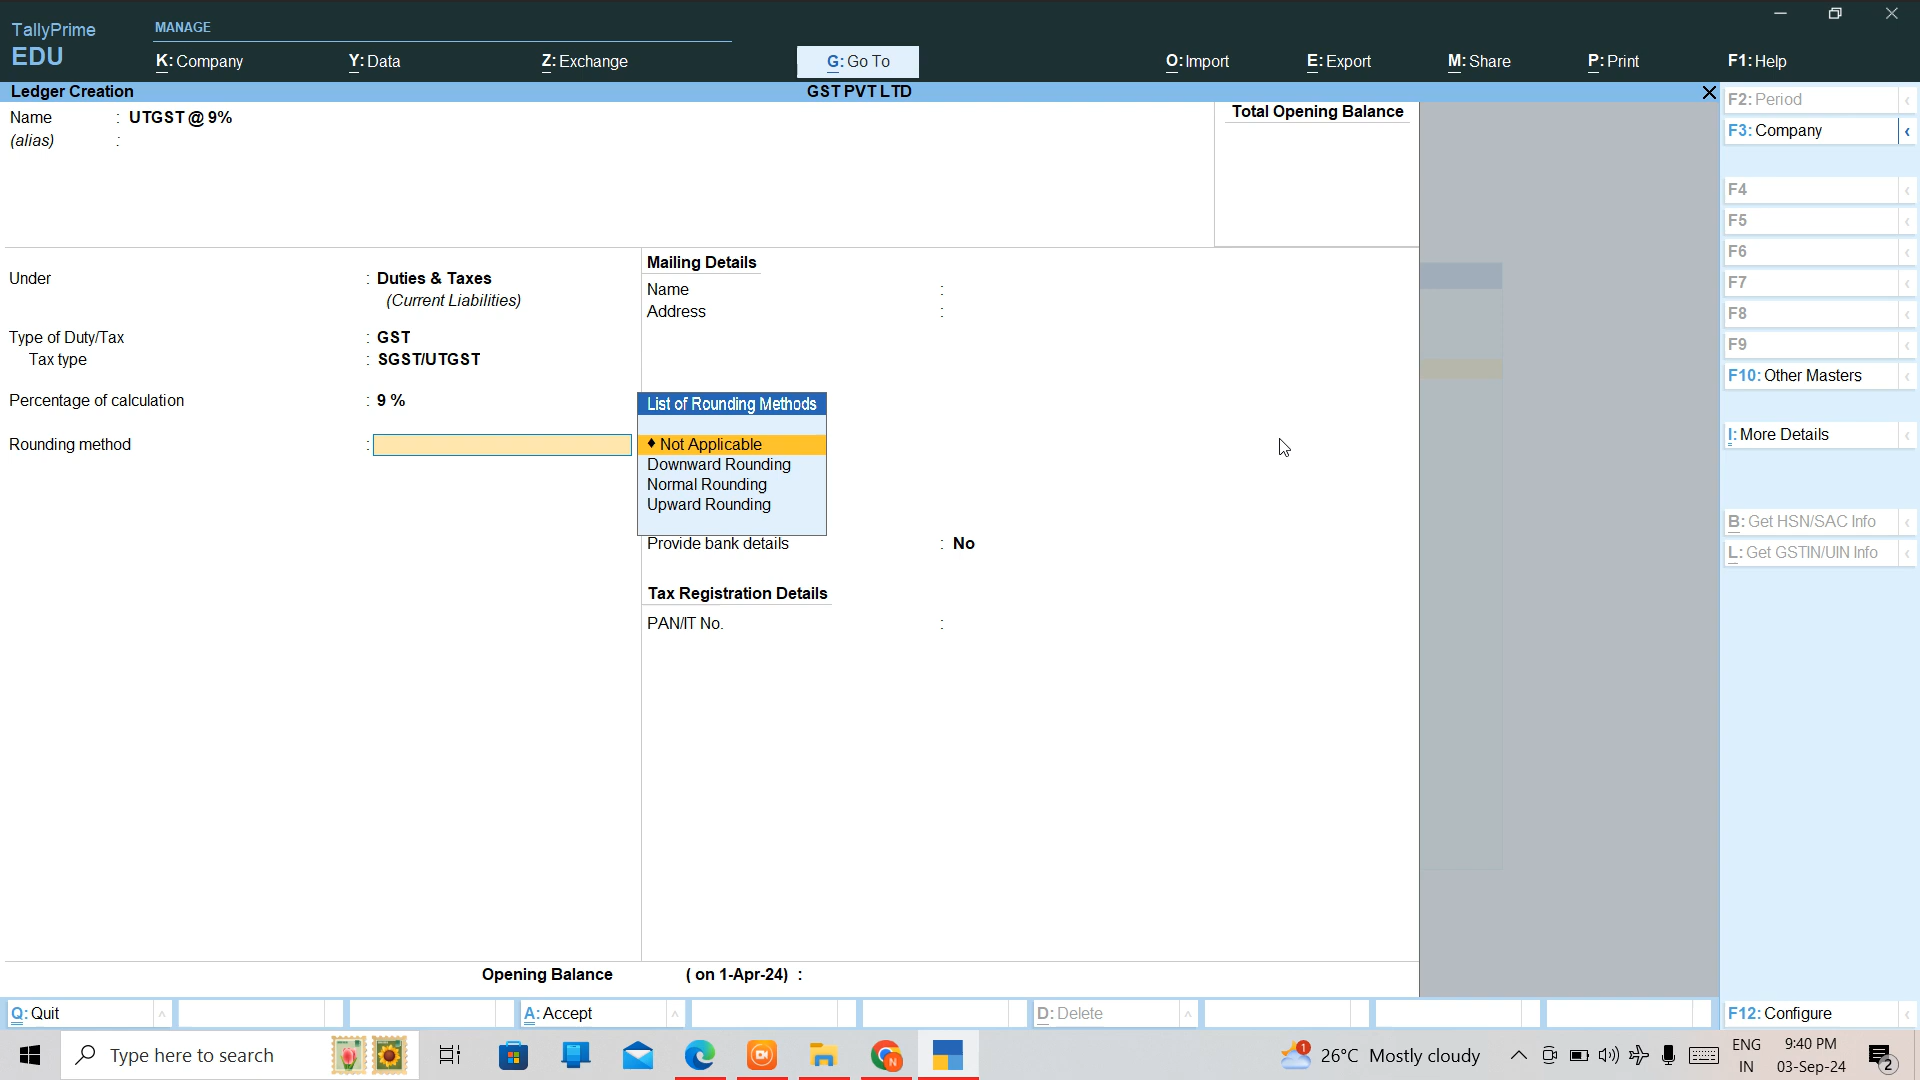 TallyPrime
EDU
MANAGE
K: Company
Y: Data
Z: Exchange
G: Go To
O: Import
E: Export
M: Share
P: Print
F1: Help
Ledger Creation
GST PVT LTD
Name : UTGST @ 9%
(alias) :
Total Opening Balance
Under : Duties & Taxes
(Current Liabilities)
Type of Duty/Tax : GST
Tax type : SGST/UTGST
Percentage of calculation : 9 %
Rounding method :
Mailing Details
Name :
Address :
List of Rounding Methods
♦ Not Applicable
Downward Rounding
Normal Rounding
Upward Rounding
Provide bank details : No
Tax Registration Details
PAN/IT No. :
Opening Balance ( on 1-Apr-24) :
F2: Period
F3: Company
F4
F5
F6
F7
F8
F9
F10: Other Masters
I: More Details
B: Get HSN/SAC Info
L: Get GSTIN/UIN Info
Q: Quit
A: Accept
D: Delete
F12: Configure
Type here to search
N
1
26°C Mostly cloudy
ENG
IN
9:40 PM
03-Sep-24
2